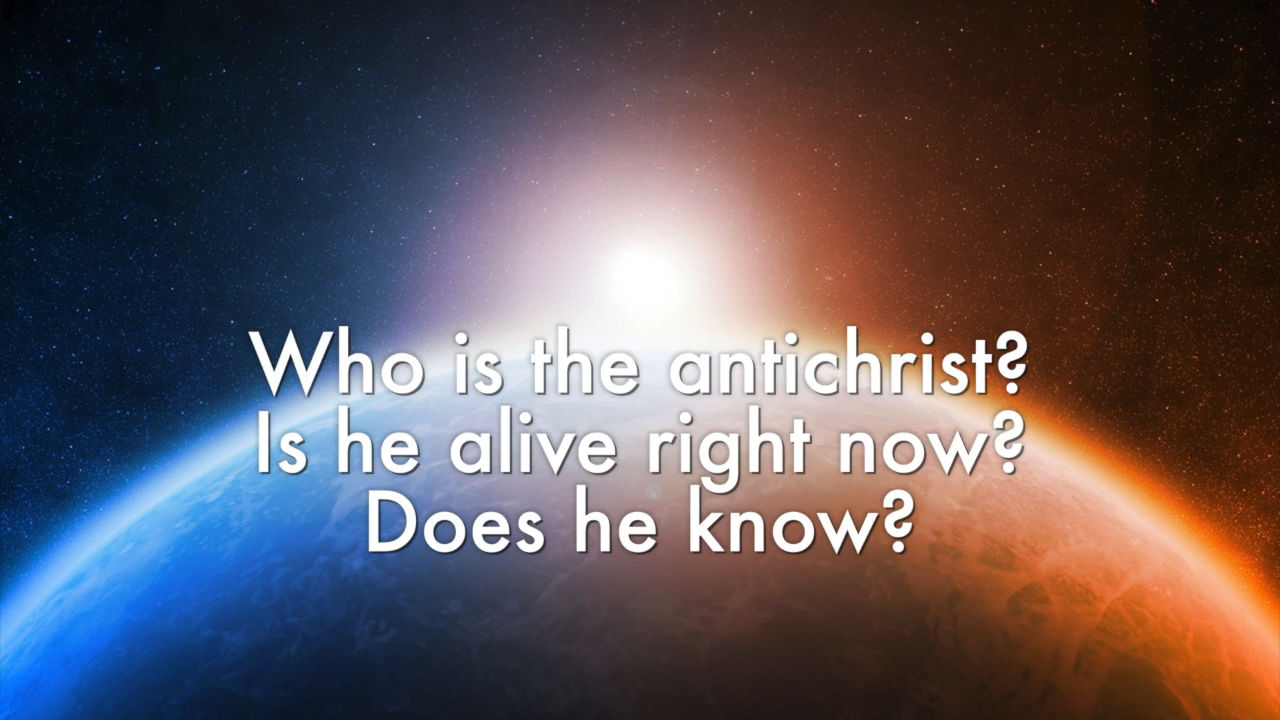 Who is the antichrist?
Is he alive right now?
Does he know?